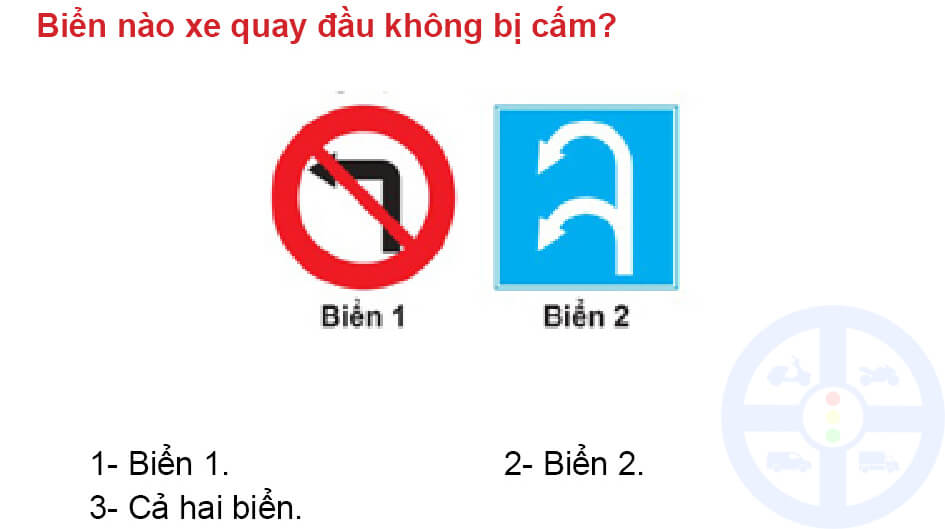 Biển nào xe quay đầu không bị cấm?
Biển 1
Biển 2
1- Biển 1.
2- Biển 2.
3- Cả hai biển.